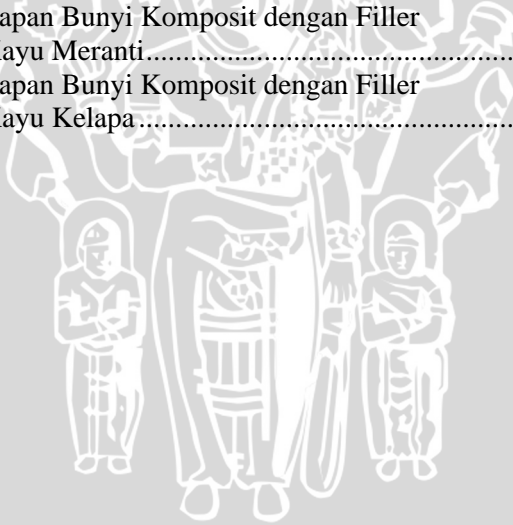 apan Bunyi Komposit dengan Filler
ayu Meranti..............................................
apan Bunyi Komposit dengan Filler
ayu Kelapa................................................